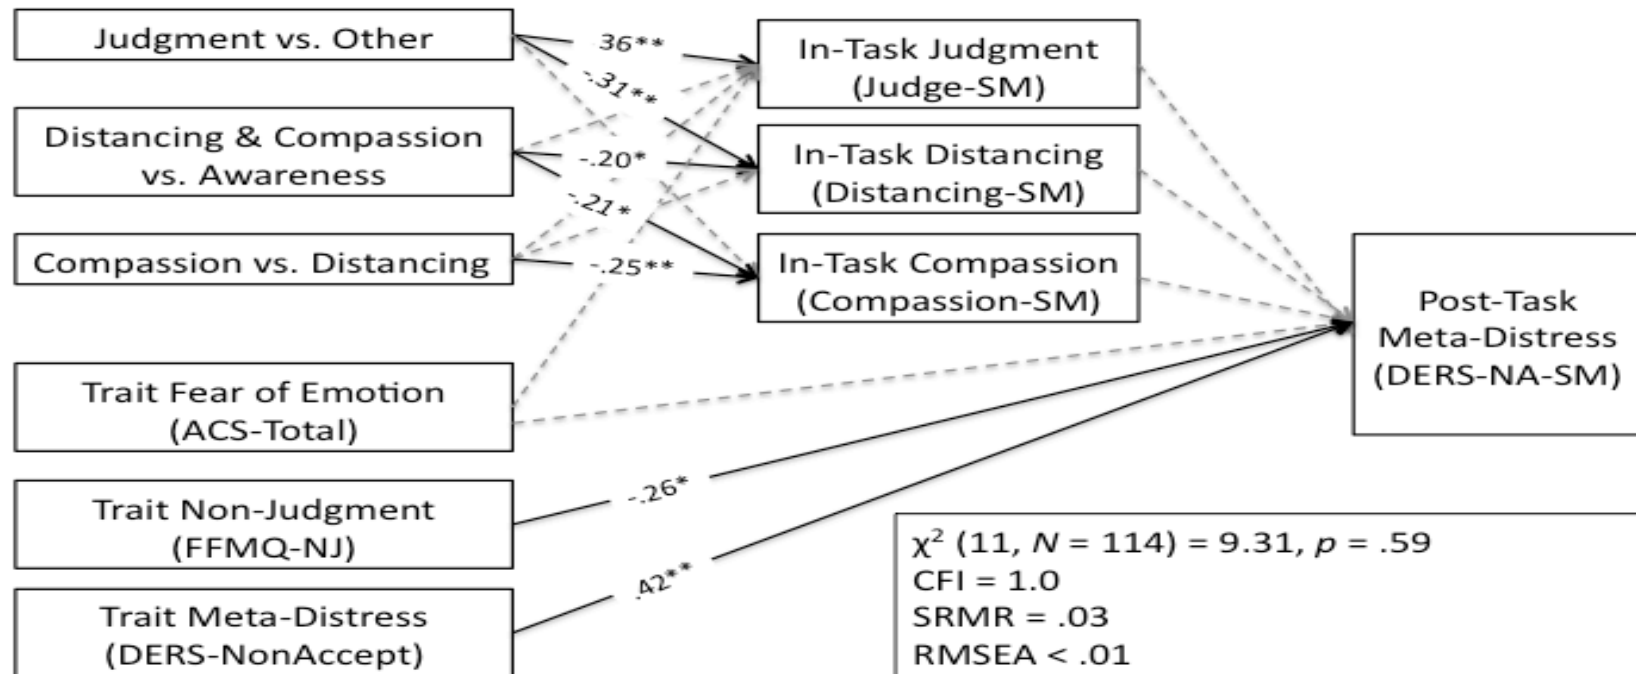 Judgment vs. Other
Distancing & Compassion
vs. Awareness
Compassion vs. Distancing
Trait Fear of Emotion
(ACS-Total)
Trait Non-Judgment
(FFMQ-NJ)
Trait Meta-Distress
(DERS-NonAccept)
36**
-.31**
-.20*
-.21*
-.25**
-.26*
.42**
In-Task Judgment
(Judge-SM)
In-Task Distancing
(Distancing-SM)
In-Task Compassion
(Compassion-SM)
Post-Task
Meta-Distress
(DERS-NA-SM)
χ² (11, N = 114) = 9.31, p = .59
CFI = 1.0
SRMR = .03
RMSEA < .01